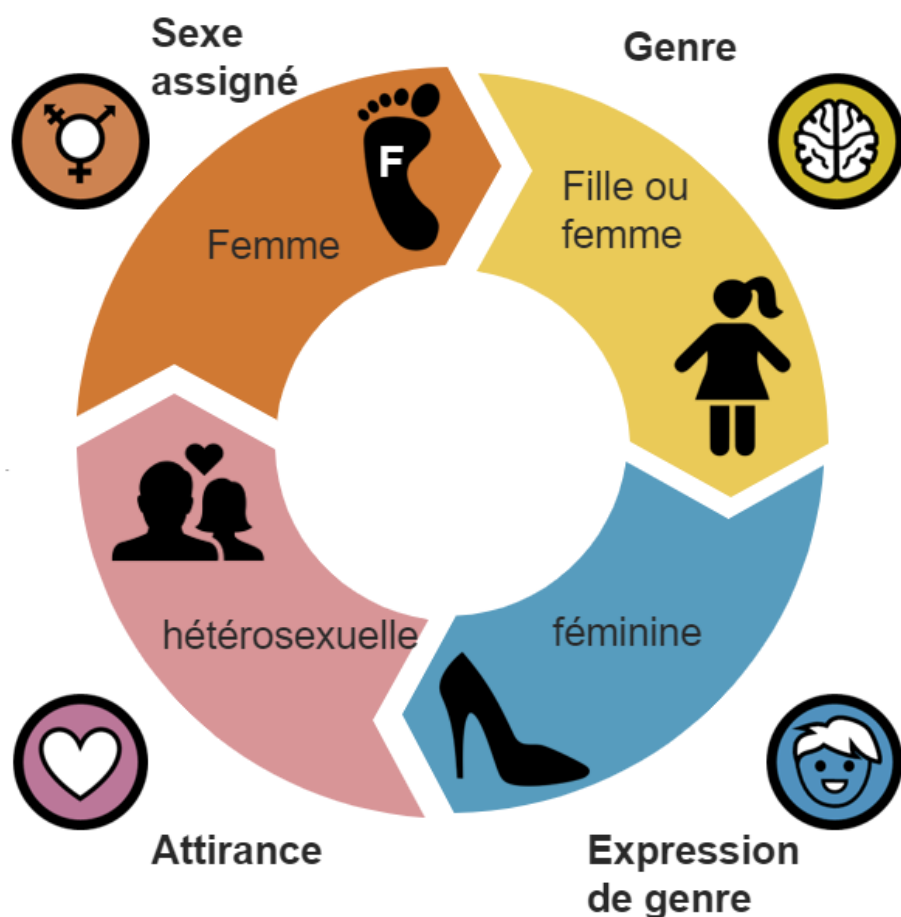 Sexe
assigné
Genre
F
Femme
Fille ou
femme
hétérosexuelle
féminine
Attirance
Expression
de genre